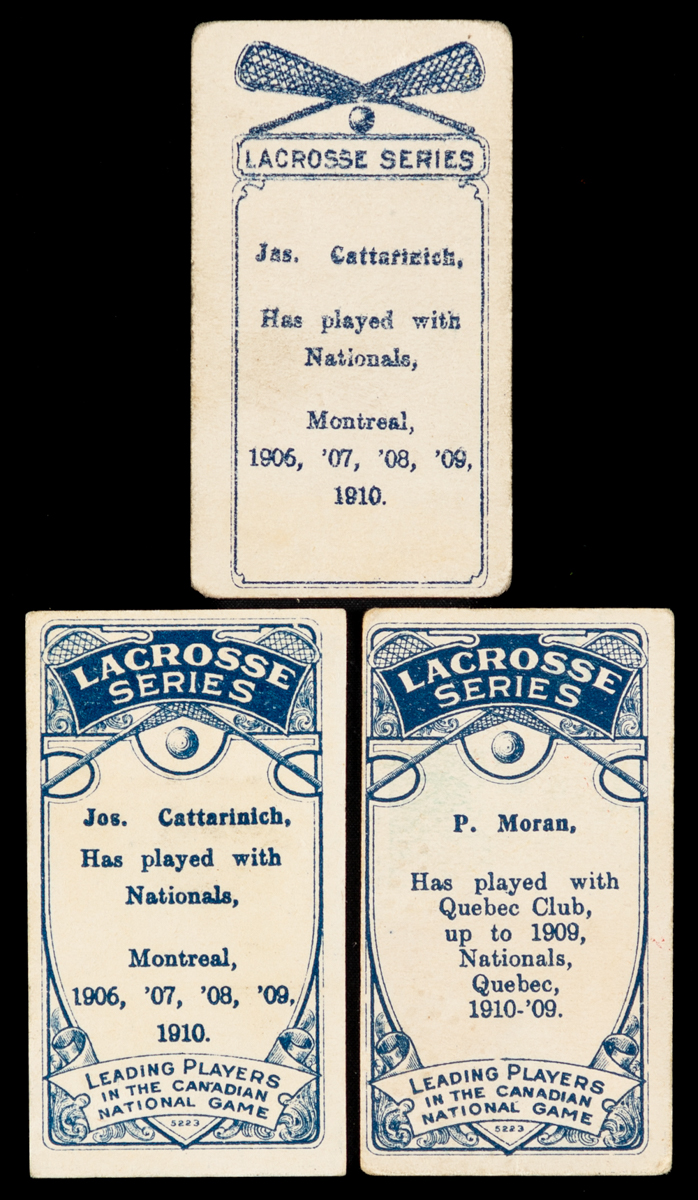 LACROSSE SERIES
Jas. Cattarinich,
Has played with
Nationals,
Montreal,
1906, '07, '08, '09,
1910.
LACROSSE
SERIES
Jos. Cattarinich,
Has played with
Nationals,
Montreal,
1906, '07, '08, '09,
1910.
LEADING PLAYERS
IN THE CANADIAN
NATIONAL GAME
5223
LACROSSE
SERIES
P. Moran,
Has played with
Quebec Club,
up to 1909,
Nationals,
Quebec,
1910-'09.
LEADING PLAYERS
IN THE CANADIAN
NATIONAL GAME
5223